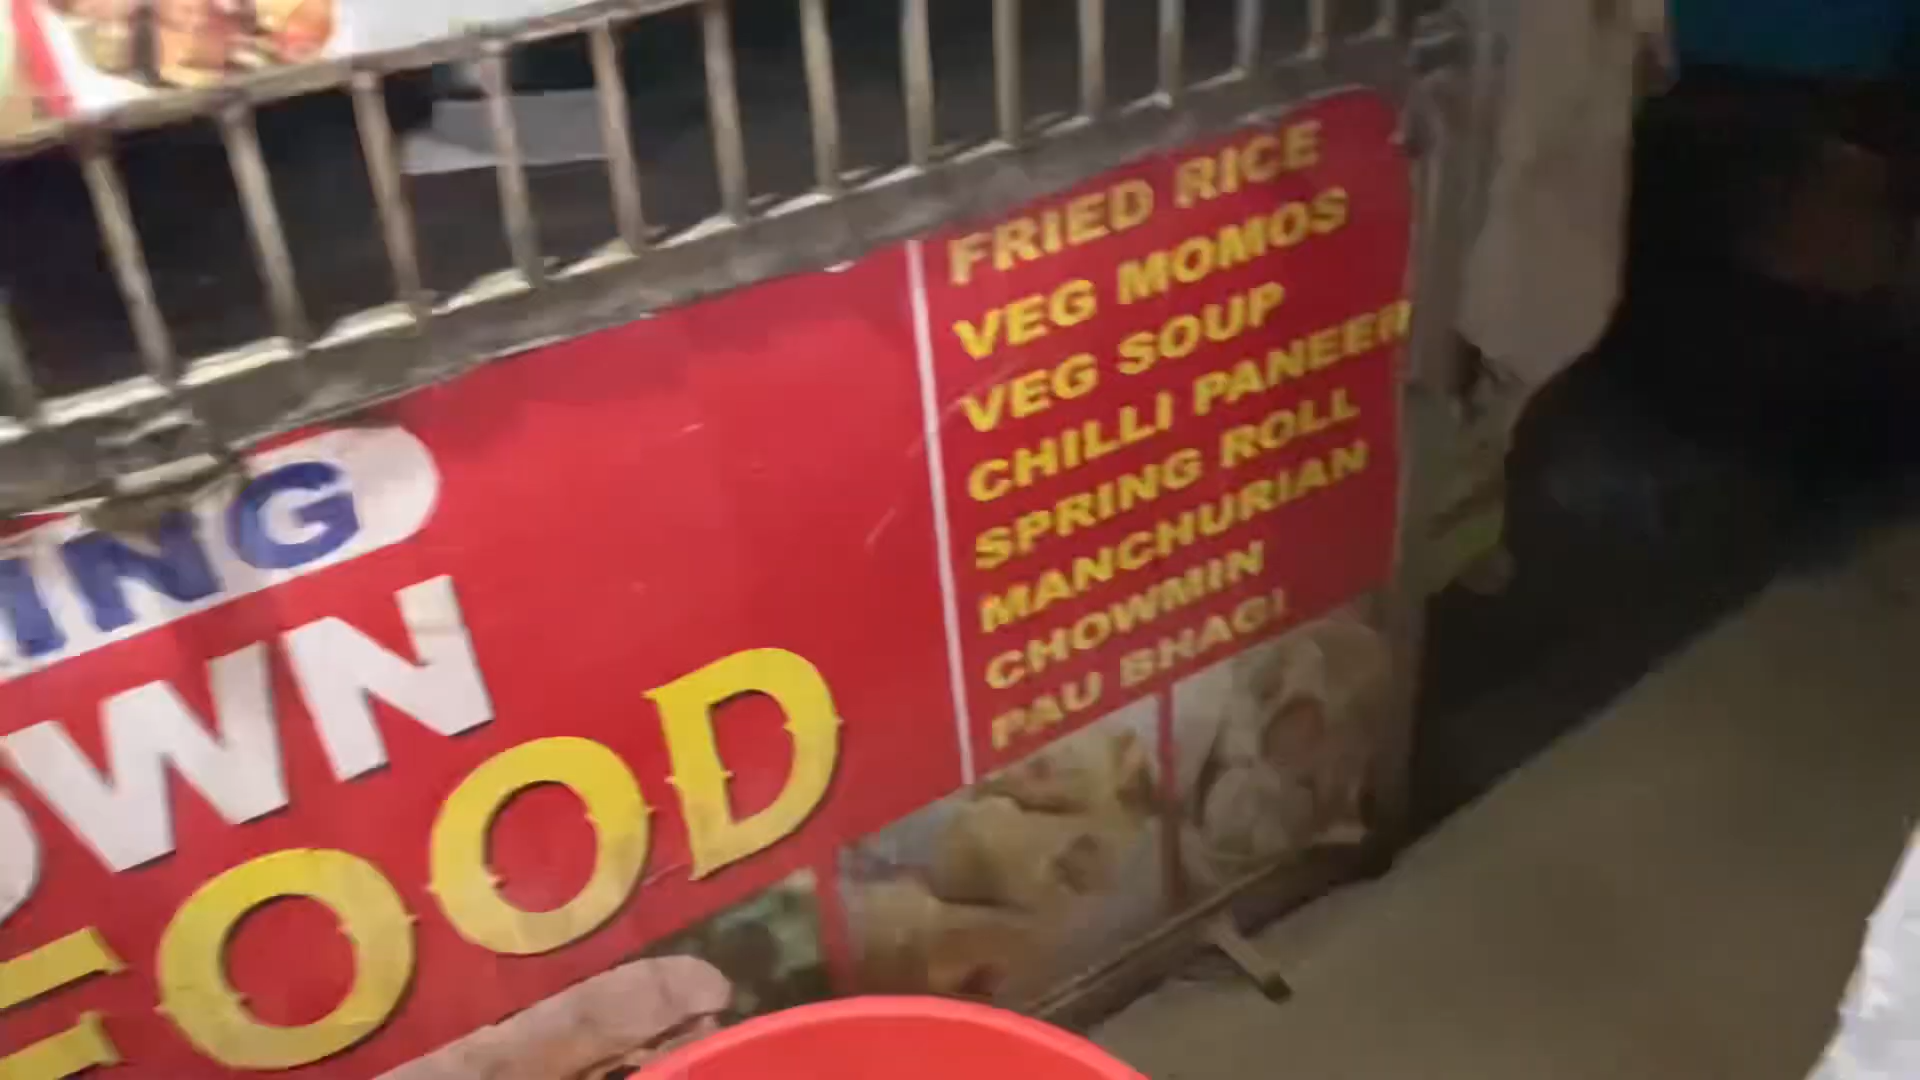 ING
OWN
FOOD
FRIED RICE
VEG MOMOS
VEG SOUP
CHILLI PANEER
SPRING ROLL
MANCHURIAN
CHOWMIN
PAU BHAGI